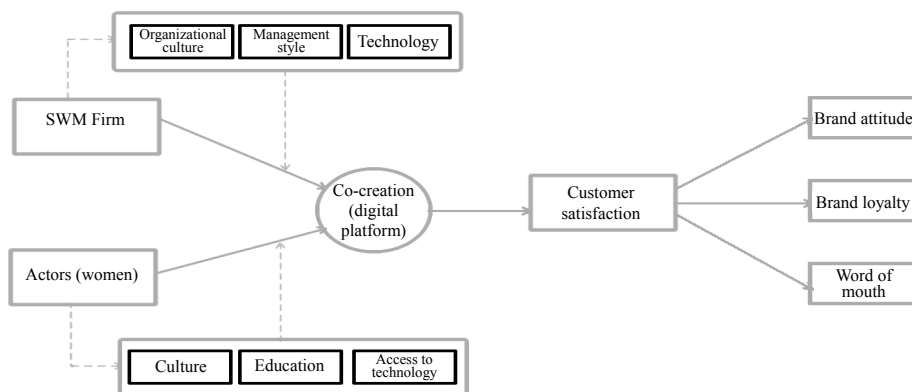 Organizational
culture
Management
style
Technology
SWM Firm
Brand attitude
Co-creation
(digital
platform)
Customer
satisfaction
Brand loyalty
Actors (women)
Word of
mouth
Culture
Education
Access to
technology